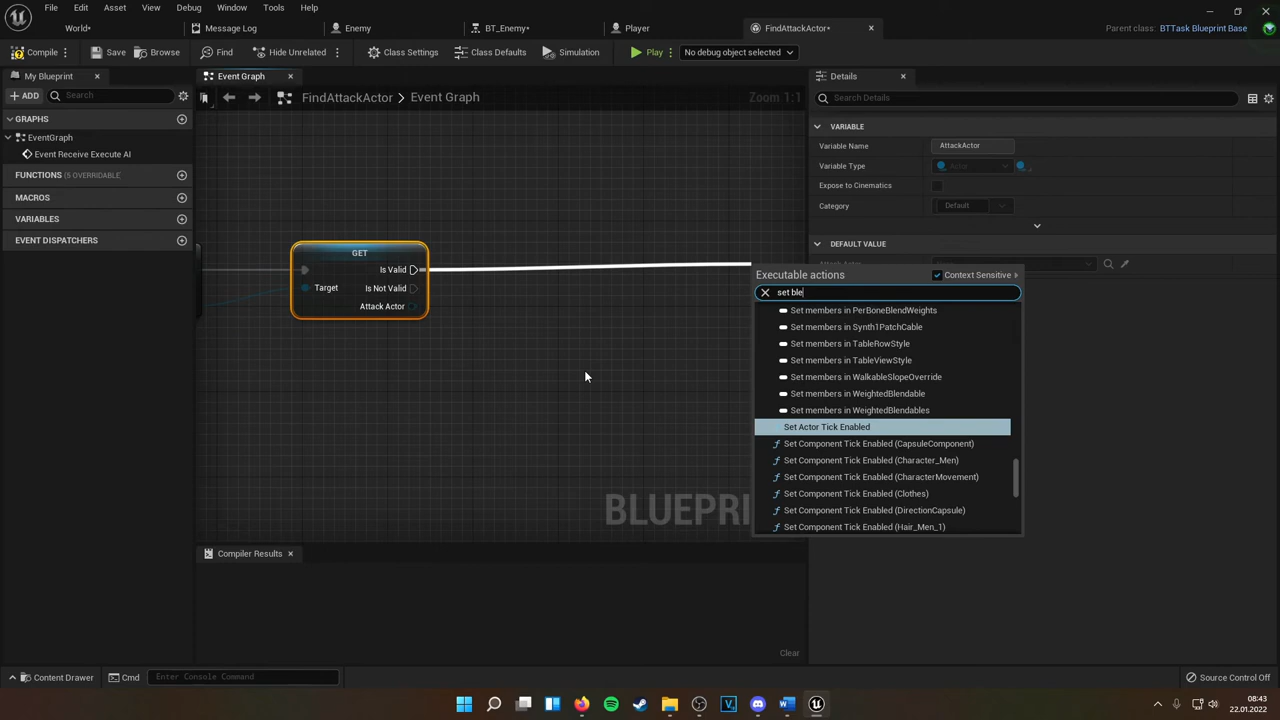 File Edit Asset View Debug Window Tools Help
World•
Message Log
Enemy
BT_Enemy•
Player
FindAttackActor•
Parent class: BTTask Blueprint Base
Compile
Save
Browse
Find
Hide Unrelated
Class Settings
Class Defaults
Simulation
Play
No debug object selected
My Blueprint
Event Graph
Details
+ ADD
Search
FindAttackActor > Event Graph
Zoom 1:1
Search Details
GRAPHS
EventGraph
Event Receive Execute AI
FUNCTIONS (5 OVERRIDABLE)
MACROS
VARIABLES
EVENT DISPATCHERS
VARIABLE
Variable Name
AttackActor
Variable Type
Actor
Expose to Cinematics
Category
Default
DEFAULT VALUE
GET
Is Valid
Target
Is Not Valid
Attack Actor
Executable actions
Context Sensitive
set ble
Set members in PerBoneBlendWeights
Set members in Synth1PatchCable
Set members in TableRowStyle
Set members in TableViewStyle
Set members in WalkableSlopeOverride
Set members in WeightedBlendable
Set members in WeightedBlendables
Set Actor Tick Enabled
Set Component Tick Enabled (CapsuleComponent)
Set Component Tick Enabled (Character_Men)
Set Component Tick Enabled (CharacterMovement)
Set Component Tick Enabled (Clothes)
Set Component Tick Enabled (DirectionCapsule)
Set Component Tick Enabled (Hair_Men_1)
BLUEPRI
Compiler Results
Clear
Content Drawer
Cmd
Enter Console Command
Source Control Off
08:43
22.01.2022